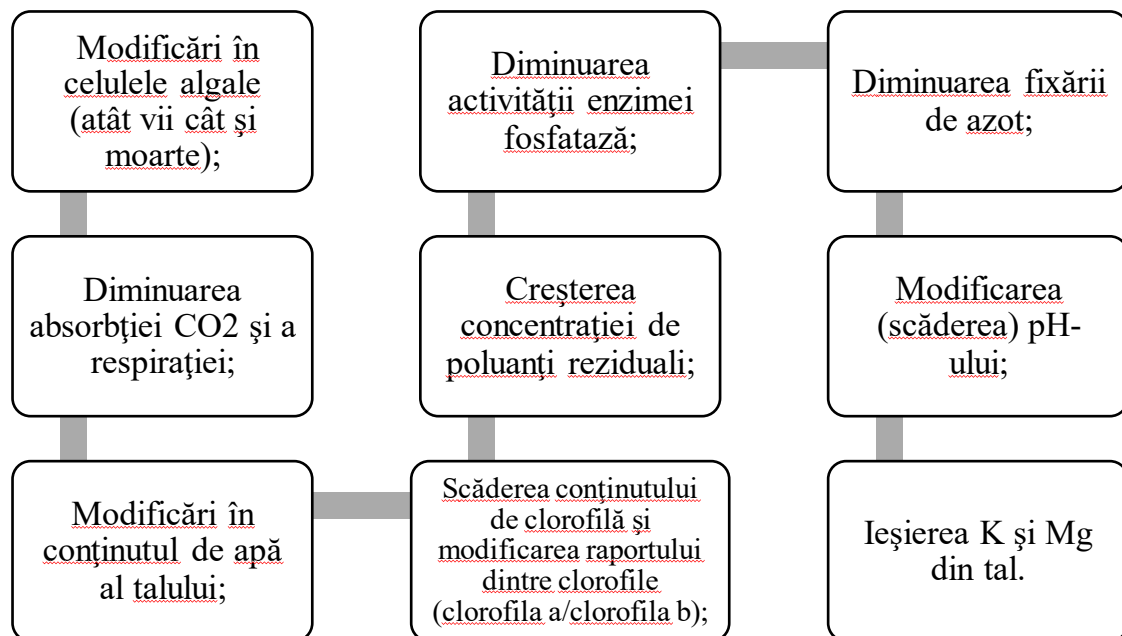 Modificări în
celulele algale
(atât vii cât şi
moarte);
Diminuarea
absorbţiei CO2 şi a
respiraţiei;
Modificări în
conţinutul de apă
al talului;
Scăderea conţinutului
de clorofilă şi
modificarea raportului
dintre clorofile
(clorofila a/clorofila b);
Creşterea
concentraţiei de
poluanţi reziduali;
Diminuarea
activităţii enzimei
fosfatază;
Diminuarea fixării
de azot;
Modificarea
(scăderea) pH-
ului;
Ieşierea K şi Mg
din tal.